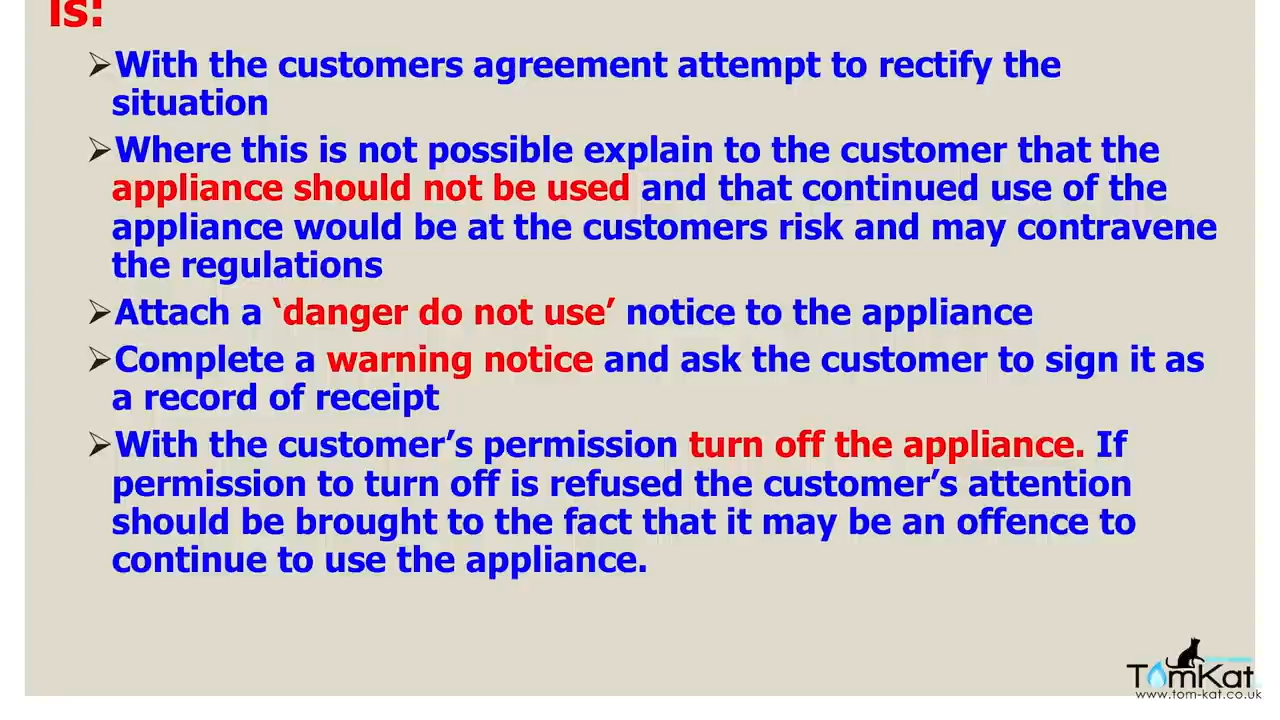 is:
➢With the customers agreement attempt to rectify the
situation
➢Where this is not possible explain to the customer that the
appliance should not be used and that continued use of the
appliance would be at the customers risk and may contravene
the regulations
➢Attach a ‘danger do not use’ notice to the appliance
➢Complete a warning notice and ask the customer to sign it as
a record of receipt
➢With the customer’s permission turn off the appliance. If
permission to turn off is refused the customer’s attention
should be brought to the fact that it may be an offence to
continue to use the appliance.
TomKat
www.tom-kat.co.uk